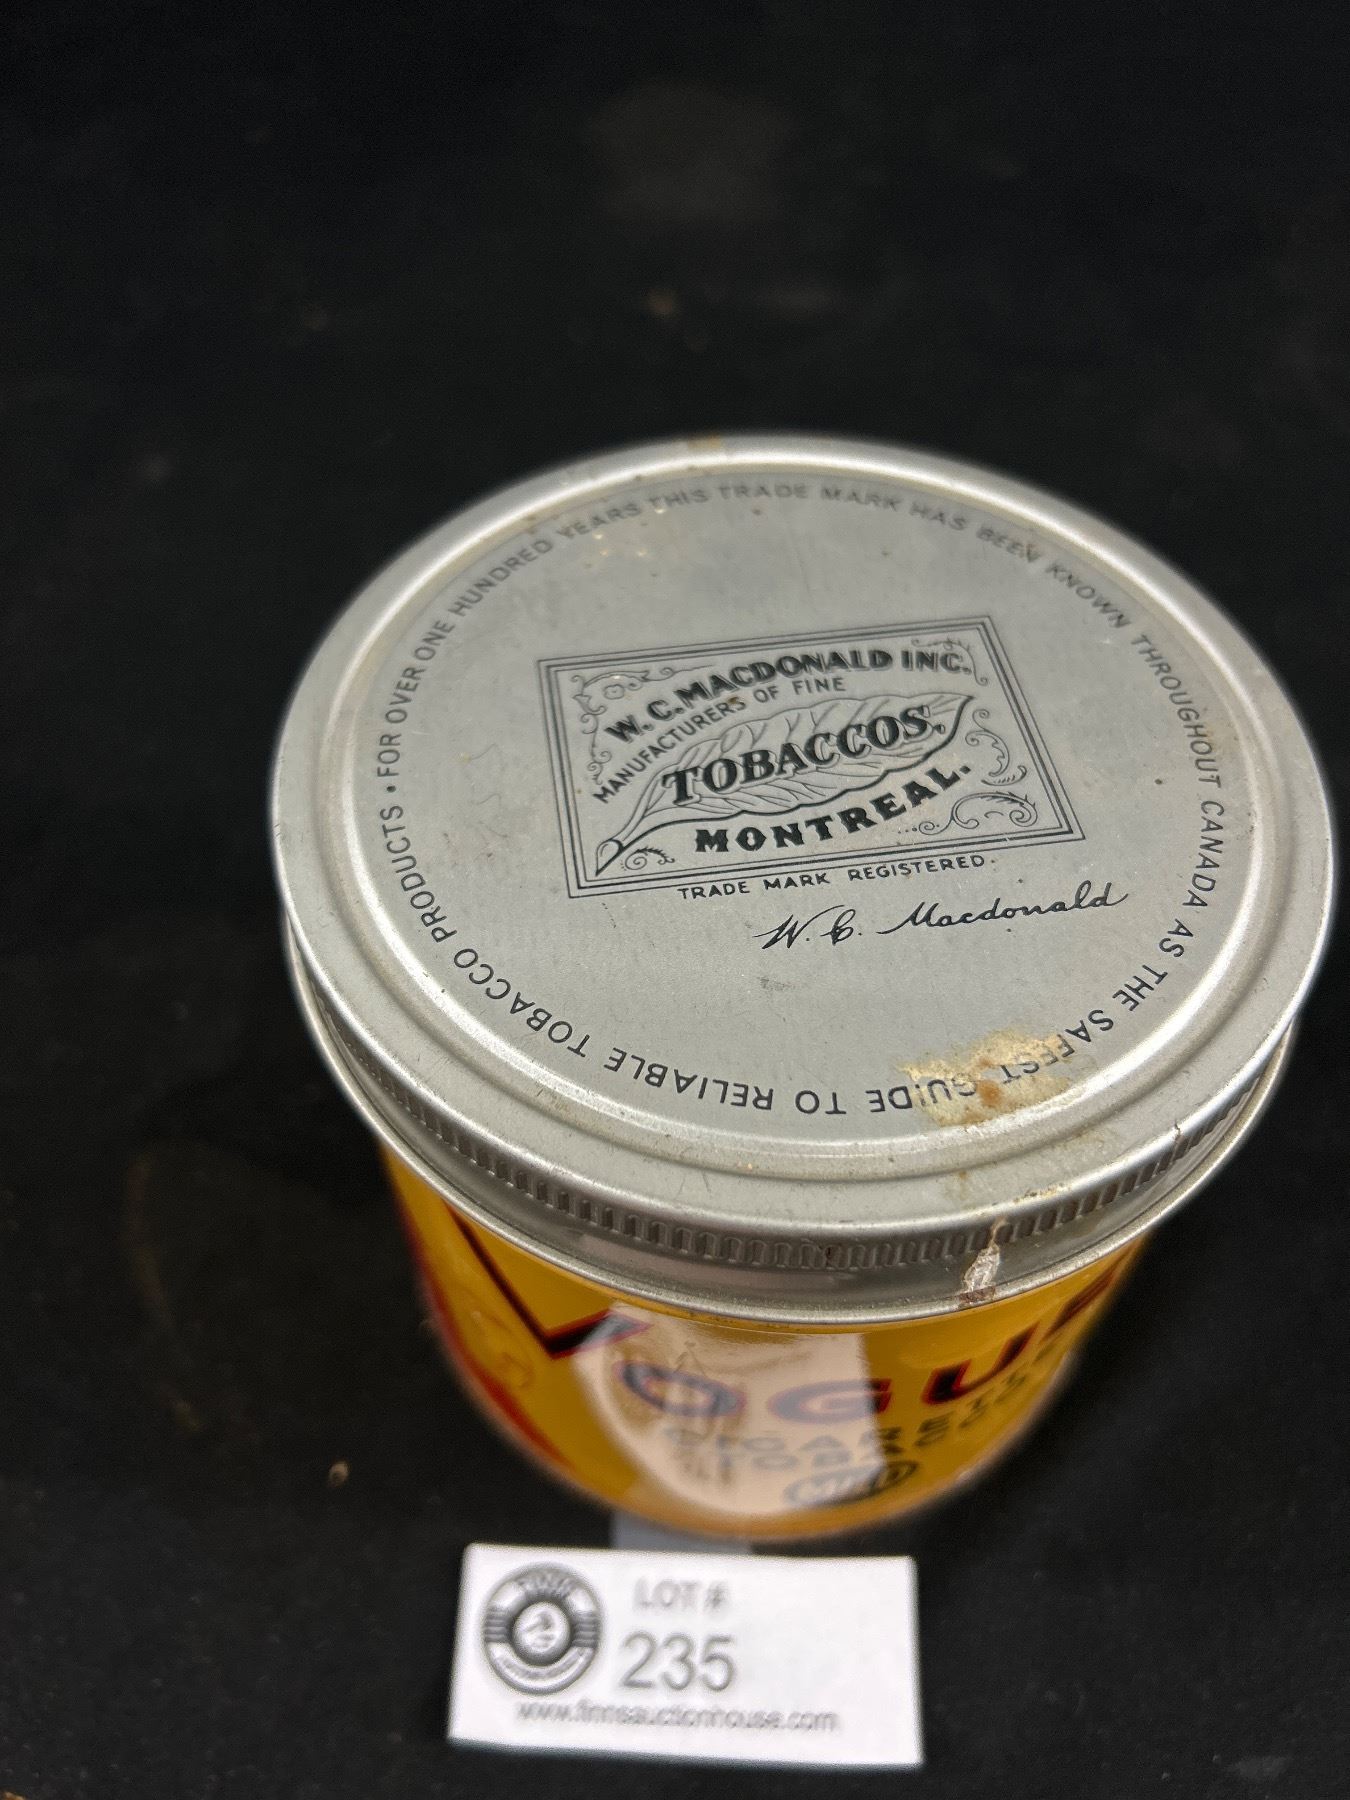 FOR OVER ONE HUNDRED YEARS THIS TRADE MARK HAS BEEN KNOWN THROUGHOUT CANADA AS THE SAFEST GUIDE TO RELIABLE TOBACCO PRODUCTS •
W. C. MACDONALD INC.
MANUFACTURERS OF FINE
TOBACCOS.
MONTREAL.
TRADE MARK REGISTERED.
W. C. Macdonald
VOGUE
LOT #
235
www.finnsauctionhouse.com